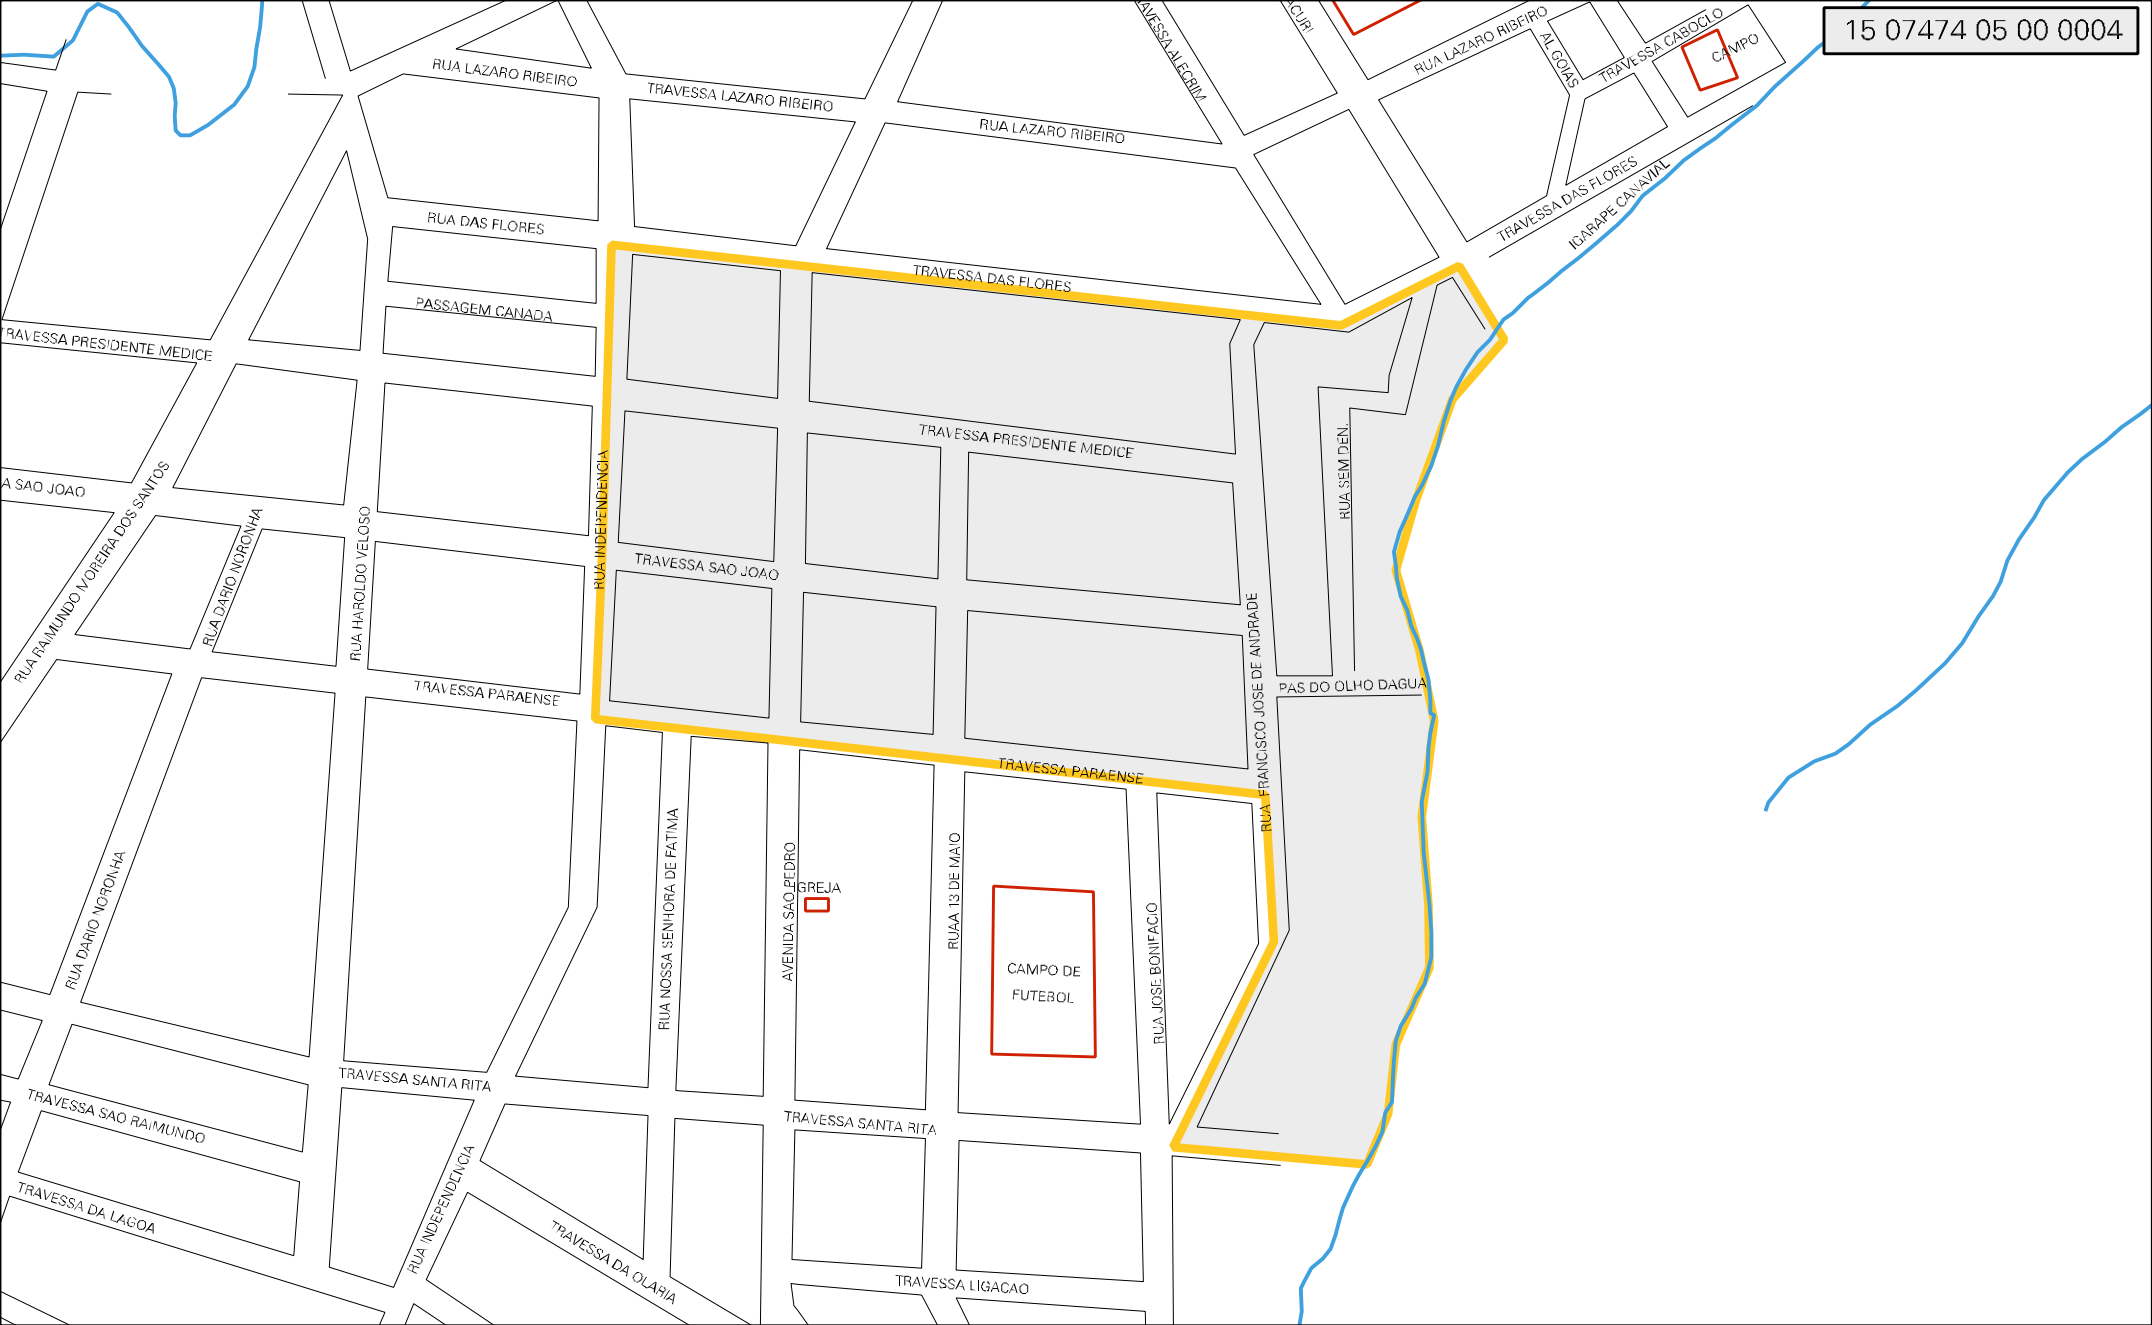 15 07474 05 00 0004
TRAVESSA ALECRIM
RUA LAZARO RIBEIRO
AL GOIAS
TRAVESSA CABOCLO
CAMPO
RUA LAZARO RIBEIRO
TRAVESSA LAZARO RIBEIRO
RUA LAZARO RIBEIRO
TRAVESSA DAS FLORES
IGARAPE CANAVIAL
RUA DAS FLORES
TRAVESSA DAS FLORES
PASSAGEM CANADA
TRAVESSA PRESIDENTE MEDICE
TRAVESSA PRESIDENTE MEDICE
RUA SEM DEN.
RUA INDEPENDENCIA
A SAO JOAO
RUA RAIMUNDO MOREIRA DOS SANTOS
RUA DARIO NORONHA
RUA HAROLDO VELOSO
TRAVESSA SAO JOAO
RUA FRANCISCO JOSE DE ANDRADE
PAS DO OLHO DAGUA
TRAVESSA PARAENSE
TRAVESSA PARAENSE
RUA DARIO NORONHA
RUA NOSSA SENHORA DE FATIMA
AVENIDA SAO PEDRO
IGREJA
RUAA 13 DE MAIO
CAMPO DE
FUTEBOL
RUA JOSE BONIFACIO
TRAVESSA SANTA RITA
TRAVESSA SAO RAIMUNDO
TRAVESSA SANTA RITA
TRAVESSA DA LAGOA
RUA INDEPENDENCIA
TRAVESSA DA OLARIA
TRAVESSA LIGACAO